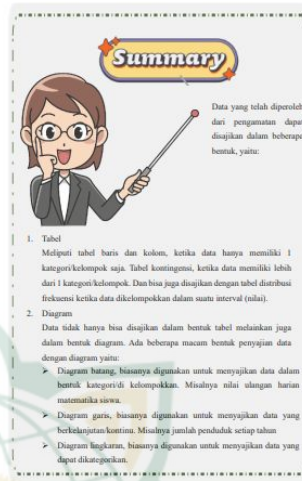 Summary
Data yang telah diperoleh
dari pengamatan dapat
disajikan dalam beberapa
bentuk, yaitu:
1. Tabel
Meliputi tabel baris dan kolom, ketika data hanya memiliki 1
kategori/kelompok saja. Tabel kontingensi, ketika data memiliki lebih
dari 1 kategori/kelompok. Dan bisa juga disajikan dengan tabel distribusi
frekuensi ketika data dikelompokkan dalam suatu interval (nilai).
2. Diagram
Data tidak hanya bisa disajikan dalam bentuk tabel melainkan juga
dalam bentuk diagram. Ada beberapa macam bentuk penyajian data
dengan diagram yaitu:
➤ Diagram batang, biasanya digunakan untuk menyajikan data dalam
bentuk kategori/di kelompokkan. Misalnya nilai ulangan harian
matematika siswa.
➤ Diagram garis, biasanya digunakan untuk menyajikan data yang
berkelanjutan/kontinu. Misalnya jumlah penduduk setiap tahun
➤ Diagram lingkaran, biasanya digunakan untuk menyajikan data yang
dapat dikategorikan.